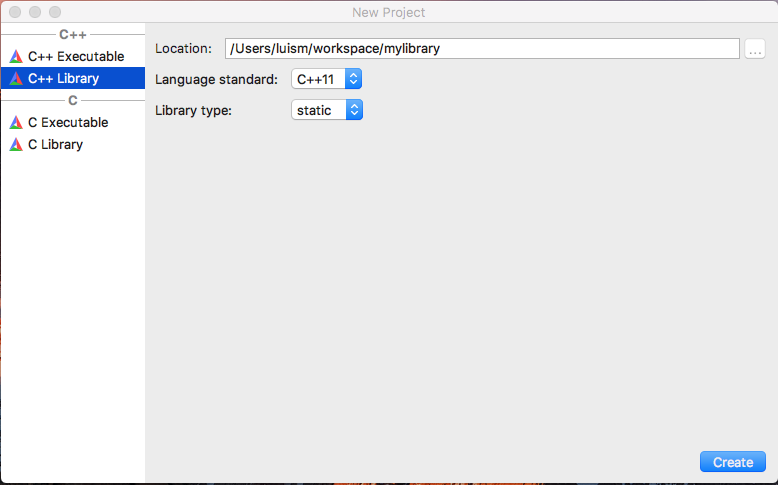 New Project
C++
C++ Executable
C++ Library
C
C Executable
C Library
Location: /Users/luism/workspace/mylibrary ...
Language standard: C++11
Library type: static
Create